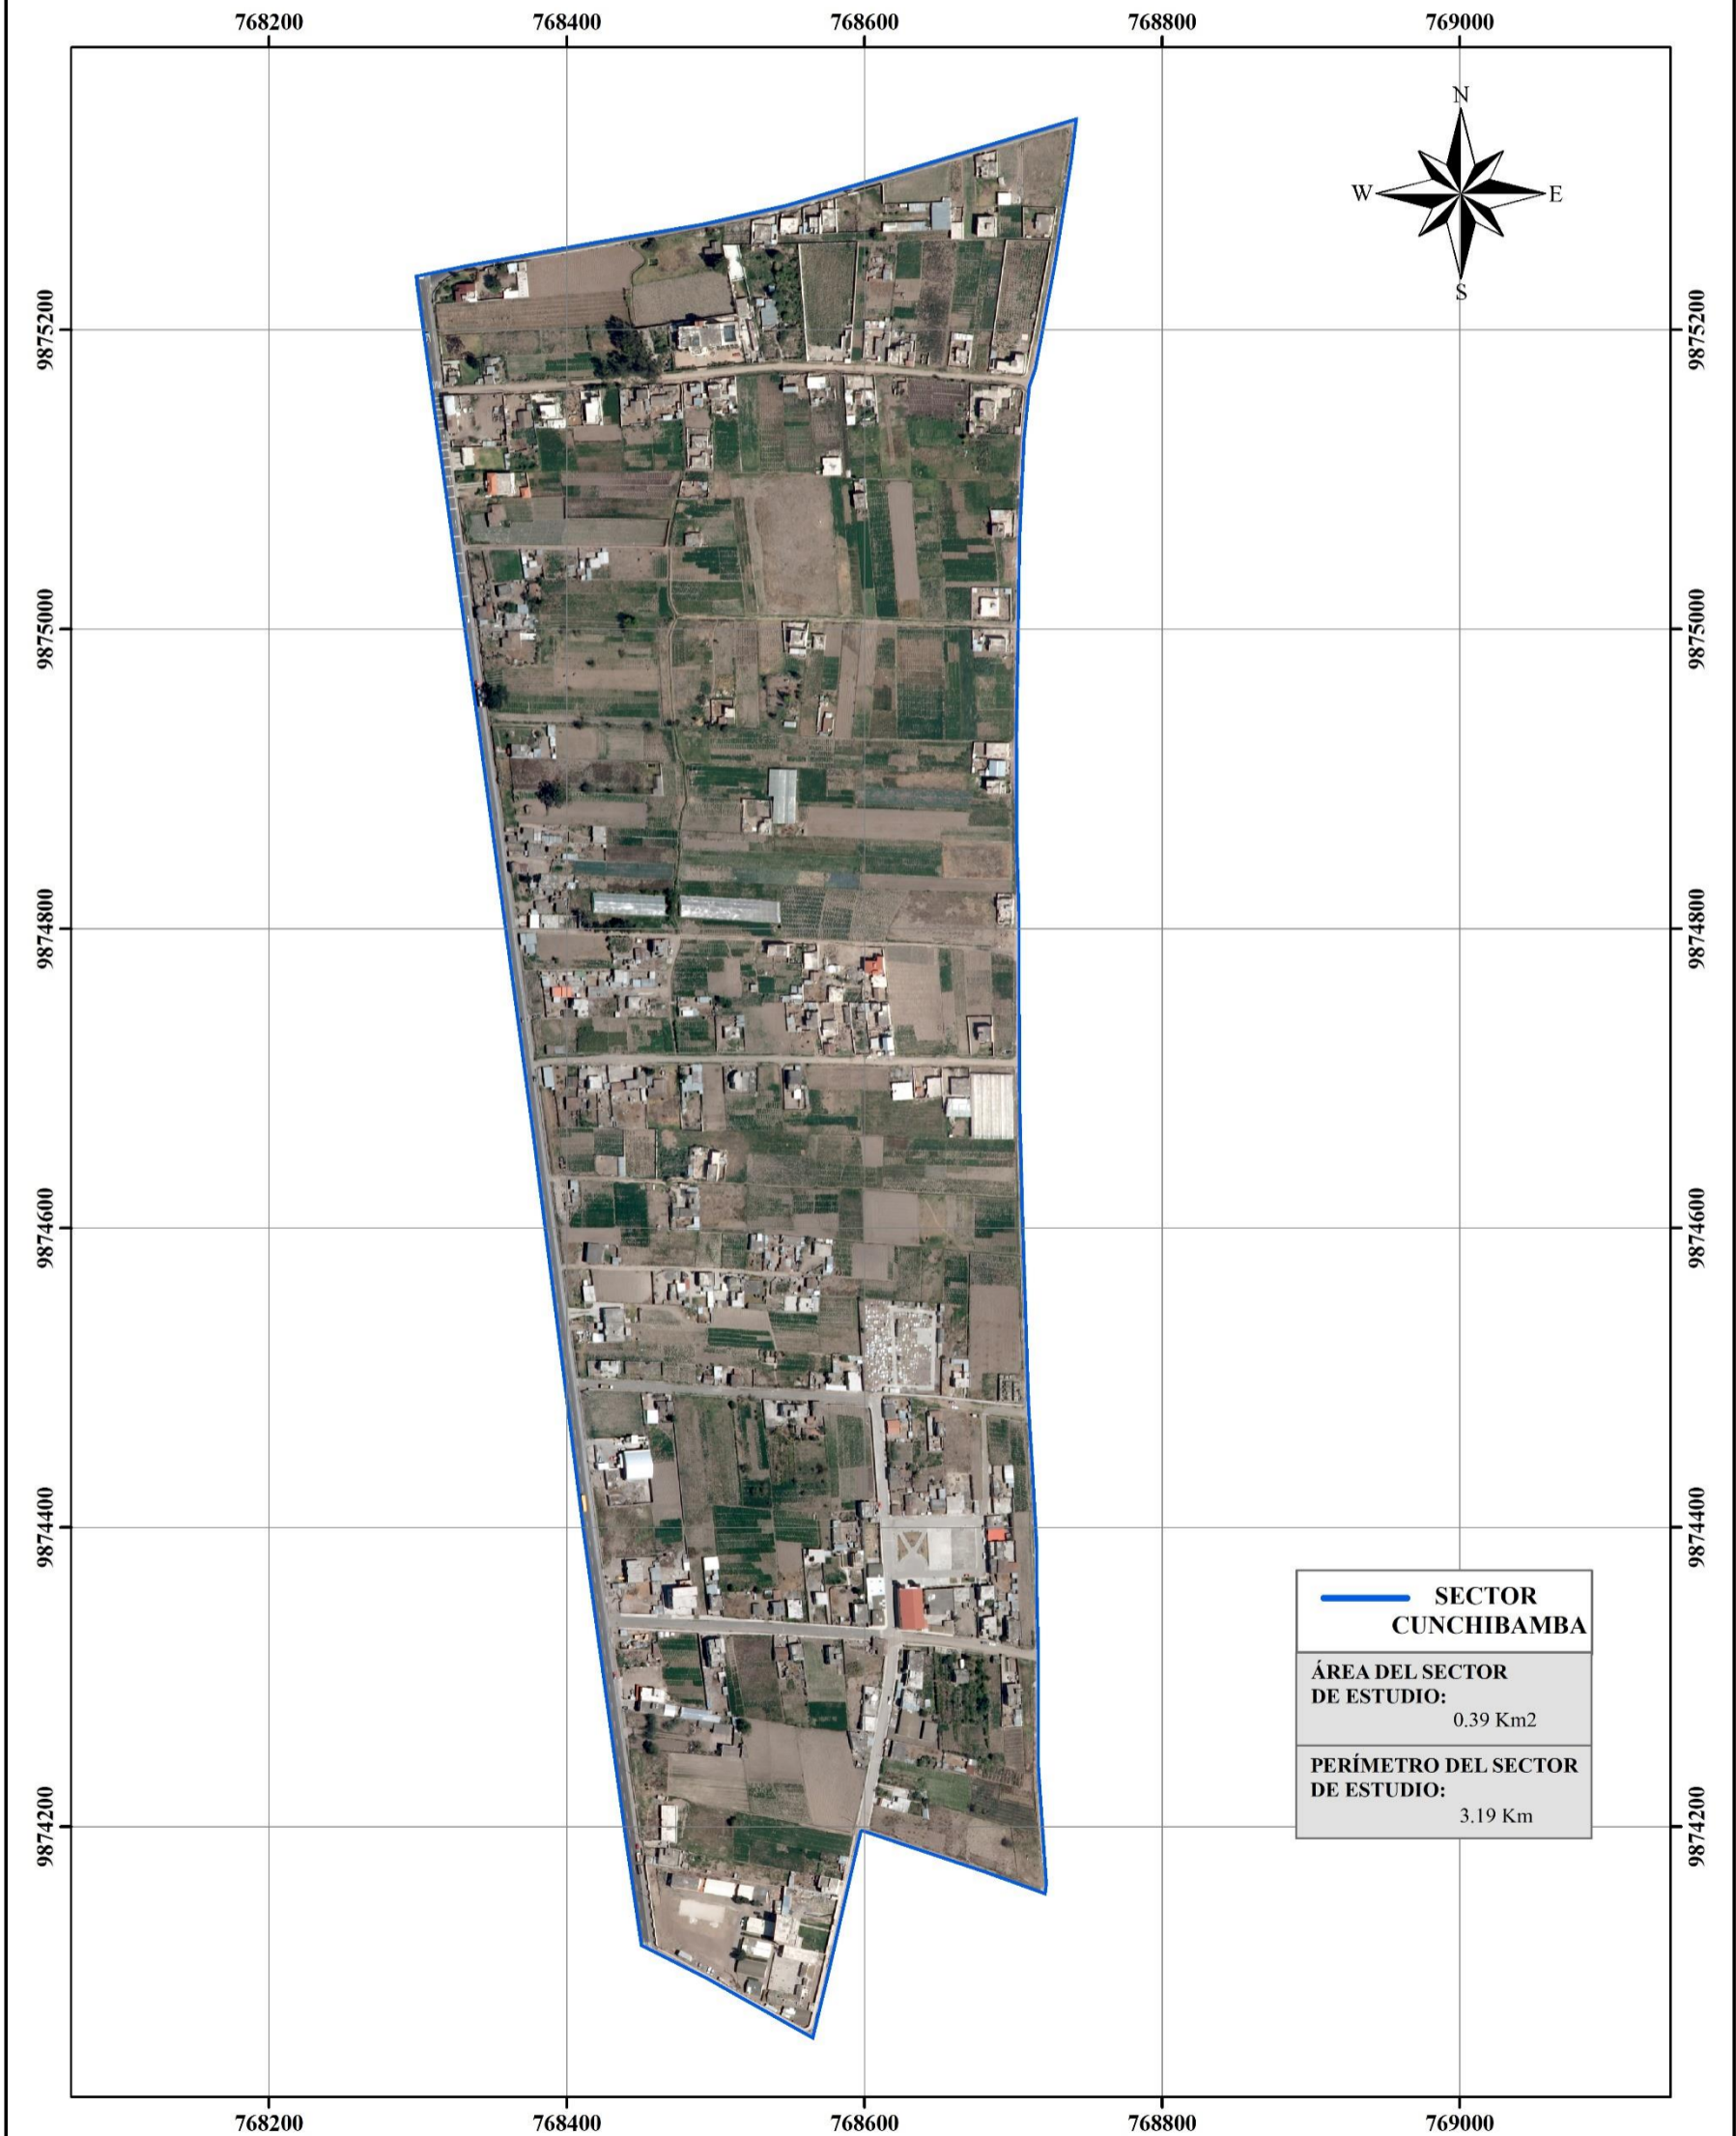 768200 768400 768600 768800 769000
N
W E
S
9875200 9875200
9875000 9875000
9874800 9874800
9874600 9874600
9874400 9874400
SECTOR
CUNCHIBAMBA
ÁREA DEL SECTOR
DE ESTUDIO:
0.39 Km2
PERÍMETRO DEL SECTOR
DE ESTUDIO:
3.19 Km
9874200 9874200
768200 768400 768600 768800 769000